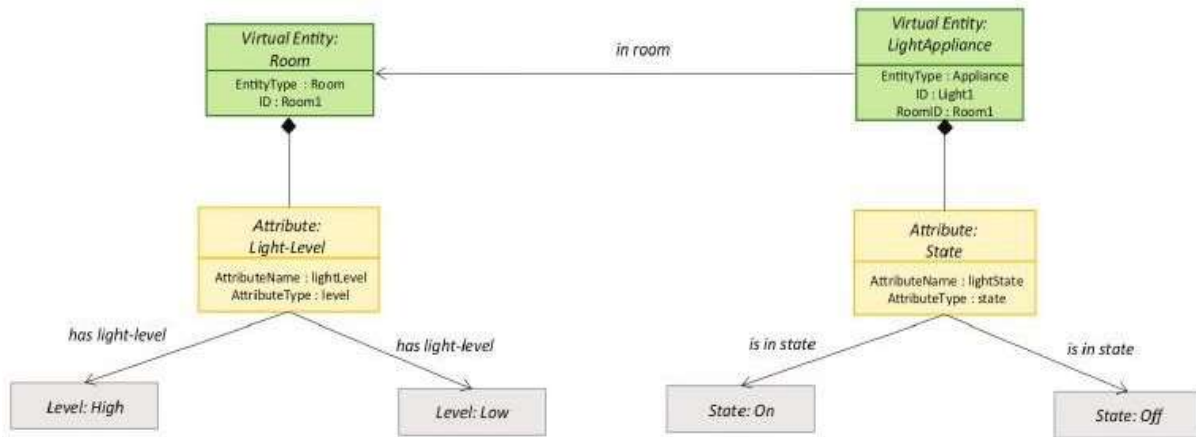 Virtual Entity:
Room
EntityType : Room
ID : Room1
in room
Virtual Entity:
LightAppliance
EntityType : Appliance
ID : Light1
RoomID : Room1
Attribute:
Light-Level
AttributeName : lightLevel
AttributeType : level
Attribute:
State
AttributeName : lightState
AttributeType : state
has light-level
has light-level
is in state
is in state
Level: High
Level: Low
State: On
State: Off